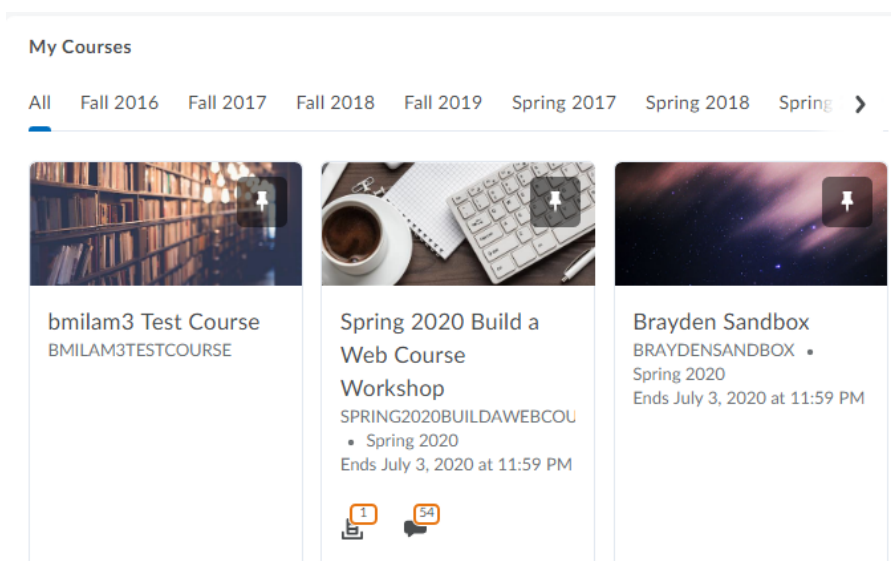 My Courses
All Fall 2016 Fall 2017 Fall 2018 Fall 2019 Spring 2017 Spring 2018 Spring
bmilam3 Test Course
BMILAM3TESTCOURSE
Spring 2020 Build a
Web Course
Workshop
SPRING2020BUILDAWEBCOU
• Spring 2020
Ends July 3, 2020 at 11:59 PM
1 54
Brayden Sandbox
BRAYDENSANDBOX •
Spring 2020
Ends July 3, 2020 at 11:59 PM